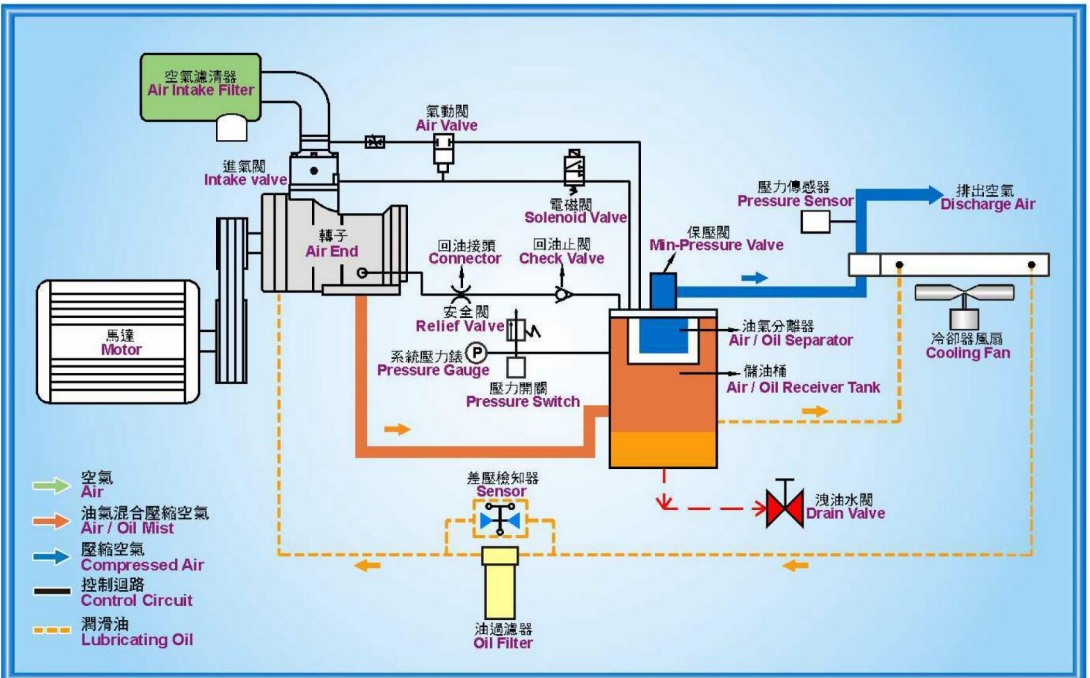 空氣濾清器
Air Intake Filter
氣動閥
Air Valve
進氣閥
Intake valve
電磁閥
Solenoid Valve
壓力傳感器
Pressure Sensor
排出空氣
Discharge Air
保壓閥
Min-Pressure Valve
轉子
Air End
回油接頭
Connector
回油止閥
Check Valve
安全閥
Relief Valve
油氣分離器
Air / Oil Separator
冷卻器風扇
Cooling Fan
馬達
Motor
系統壓力錶
Pressure Gauge
P
壓力開關
Pressure Switch
儲油桶
Air / Oil Receiver Tank
差壓檢知器
Sensor
洩油水閥
Drain Valve
油過濾器
Oil Filter
空氣
Air
油氣混合壓縮空氣
Air / Oil Mist
壓縮空氣
Compressed Air
控制迴路
Control Circuit
潤滑油
Lubricating Oil